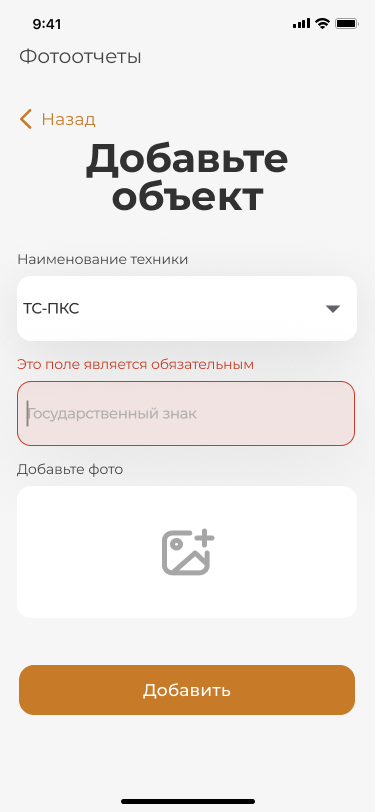 9:41
Фотоотчеты
Назад
Добавьте
объект
Наименование техники
ТС-ПКС
Это поле является обязательным
Государственный знак
Добавьте фото
Добавить